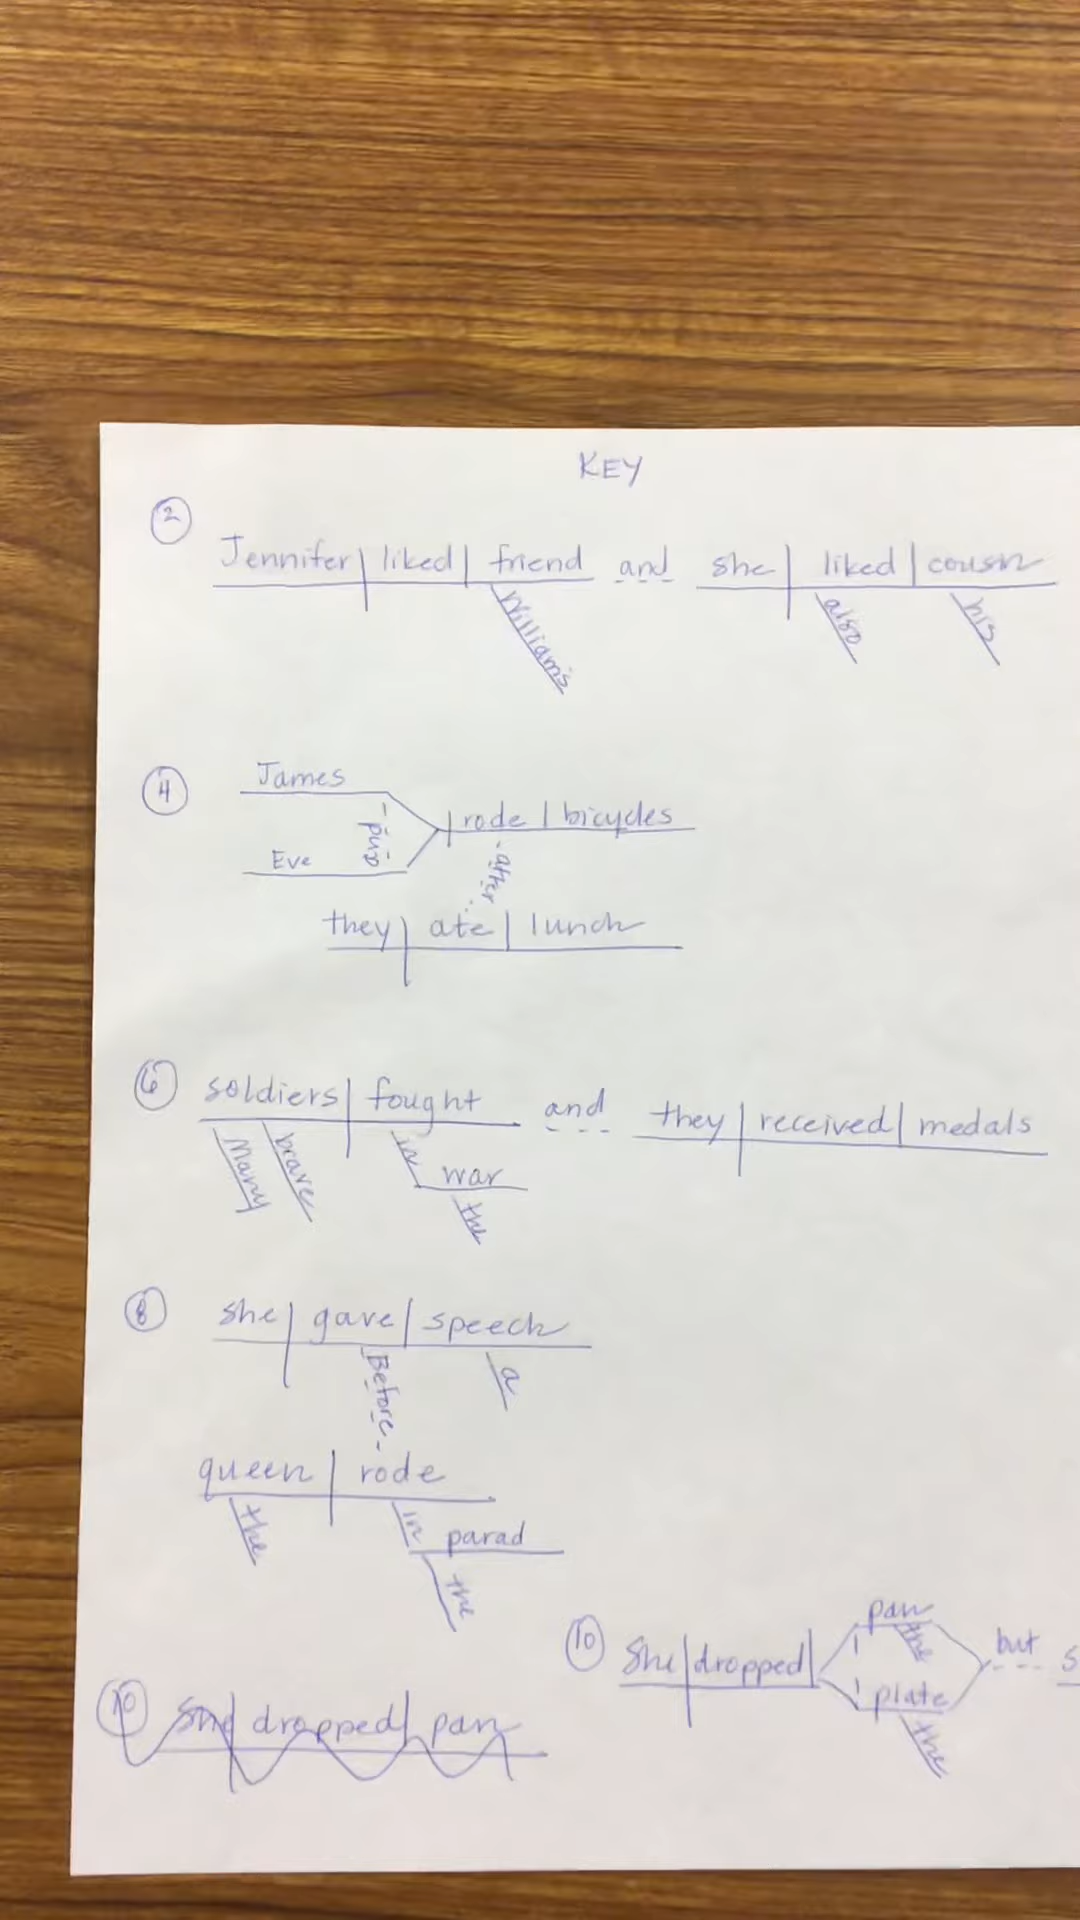 KEY
2
Jennifer liked friend and she liked cousin
William's also his
4
James
and rode bicycles
Eve
after
they ate lunch
6
soldiers fought and they received medals
Many brave in war
the
8
she gave speech
Before a
queen rode
the in parad
the
10 She dropped pan the but s
plate the
10 She dropped pan